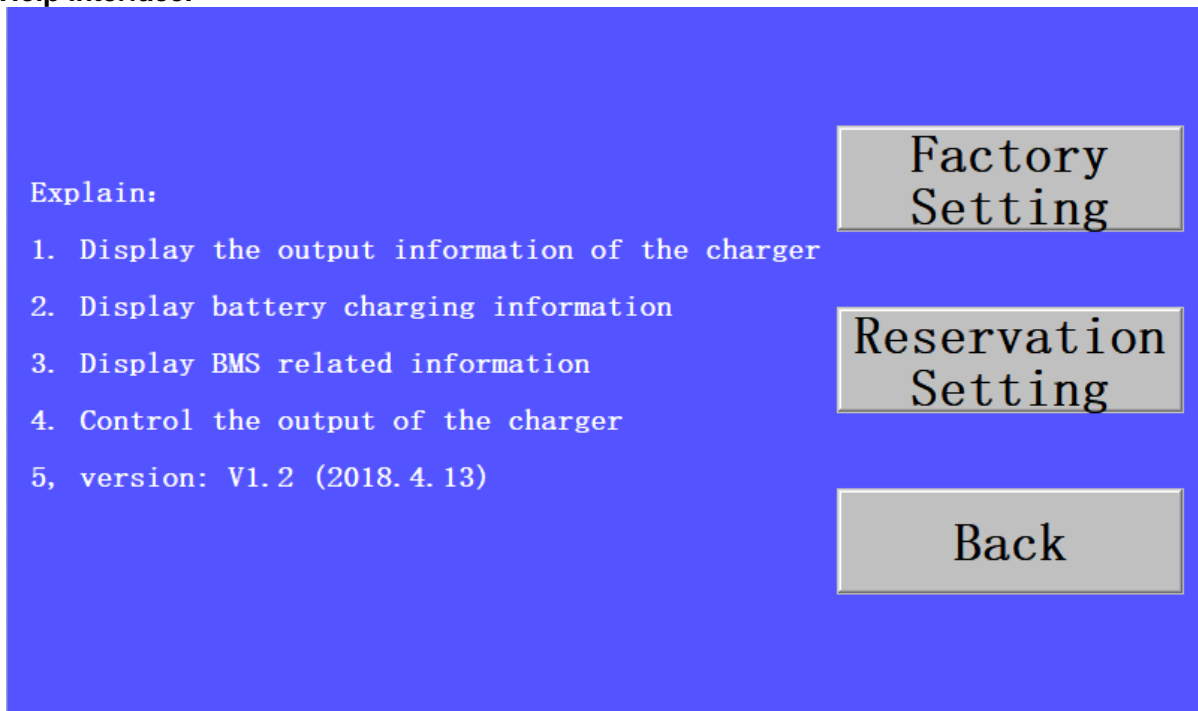 Help interface:
Explain:
1. Display the output information of the charger
2. Display battery charging information
3. Display BMS related information
4. Control the output of the charger
5, version: V1.2 (2018.4.13)
Factory
Setting
Reservation
Setting
Back